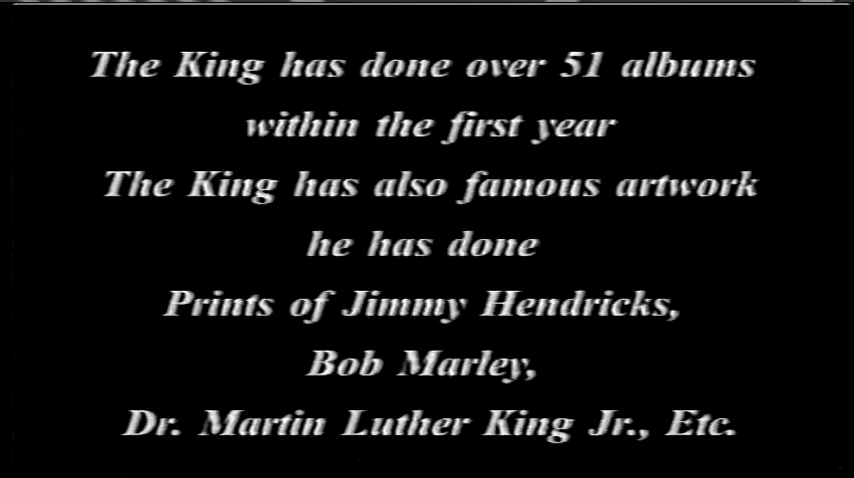 The King has done over 51 albums
within the first year
The King has also famous artwork
he has done
Prints of Jimmy Hendricks,
Bob Marley,
Dr. Martin Luther King Jr., Etc.